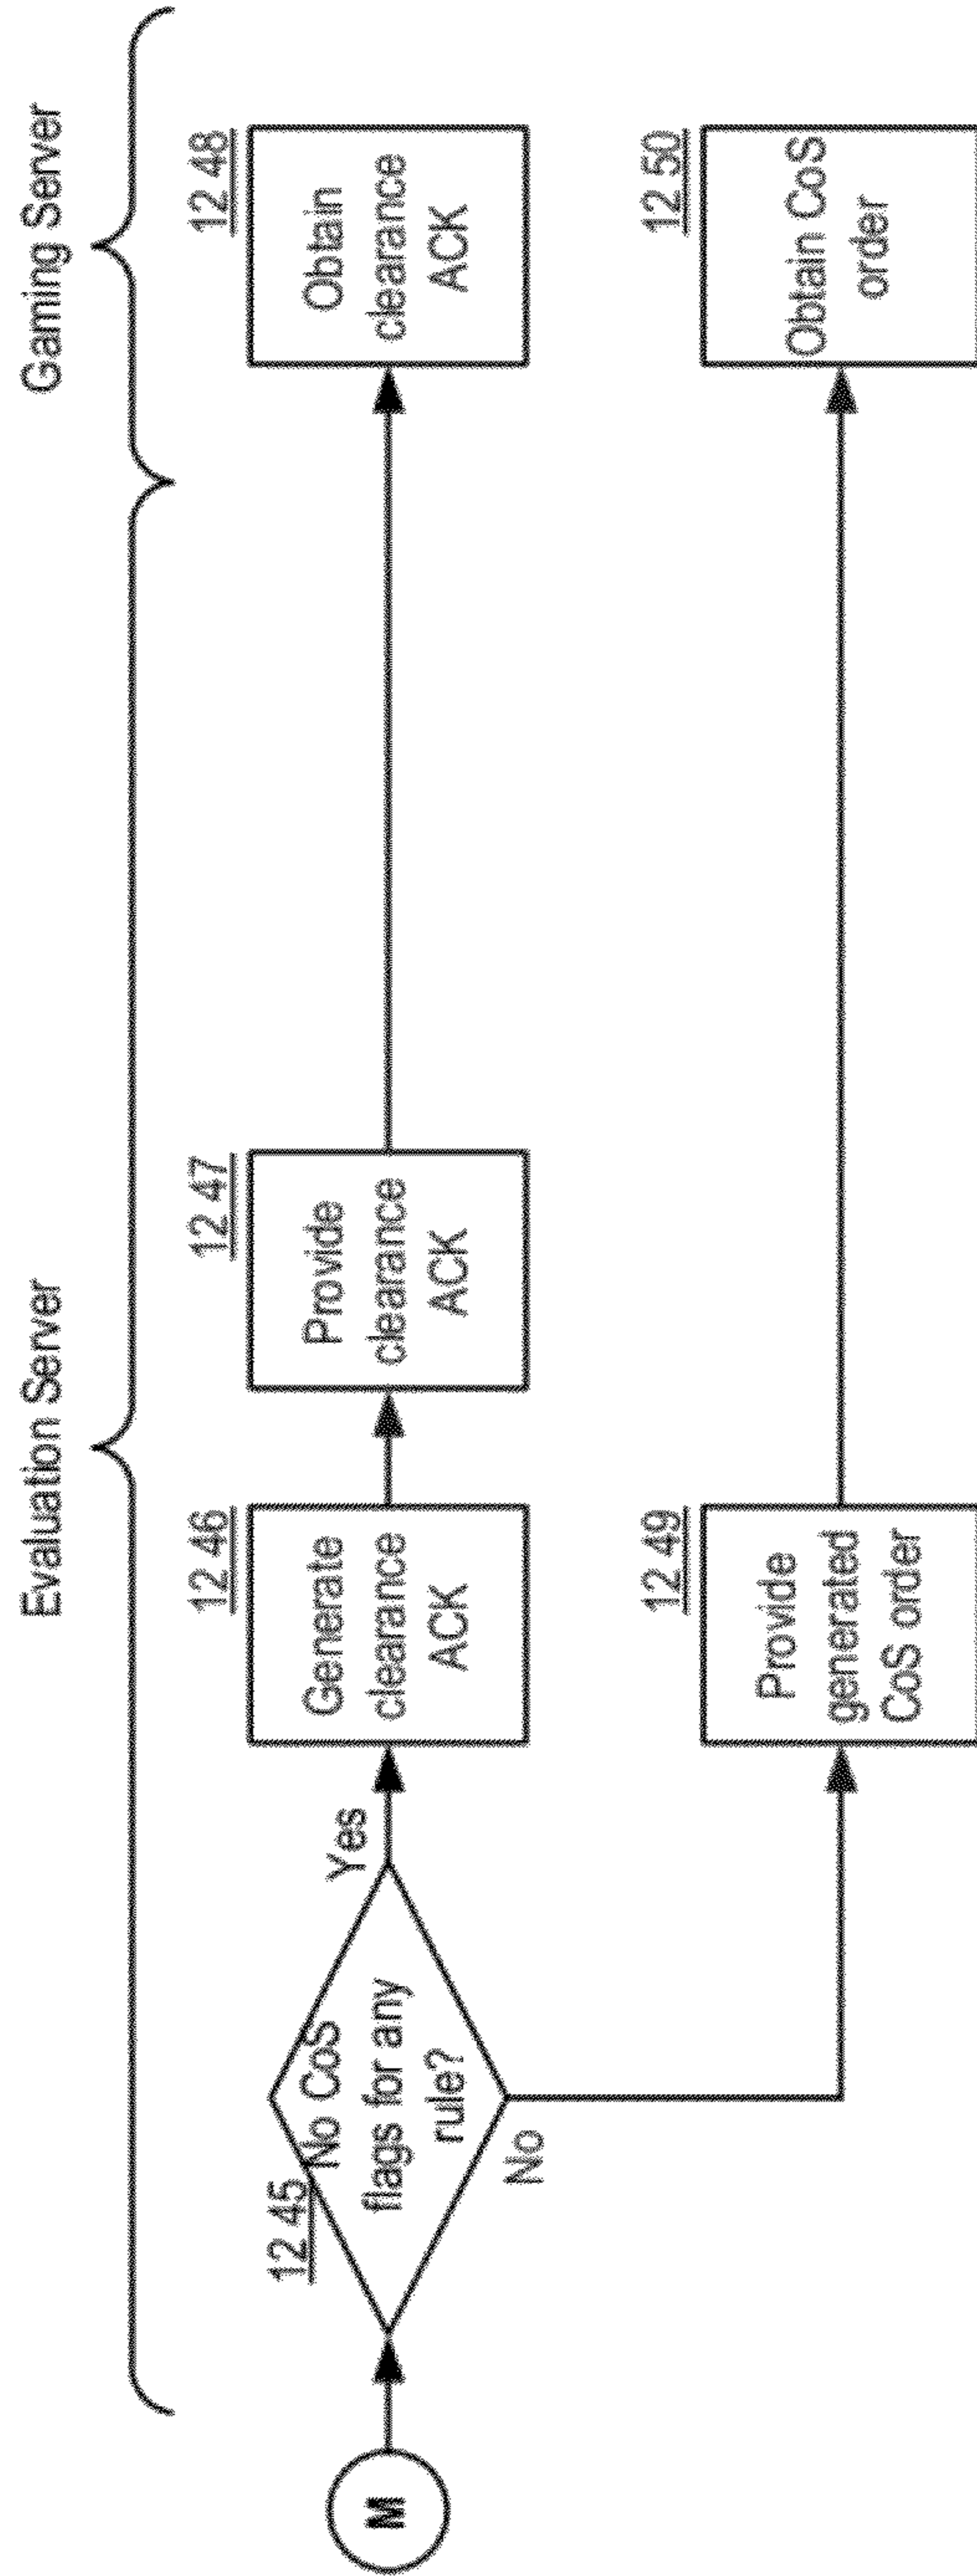 Evaluation Server
Gaming Server
M
12 45
No CoS
flags for any
rule?
Yes
No
12 46
Generate
clearance
ACK
12 47
Provide
clearance
ACK
12 48
Obtain
clearance
ACK
12 49
Provide
generated
CoS order
12 50
Obtain CoS
order